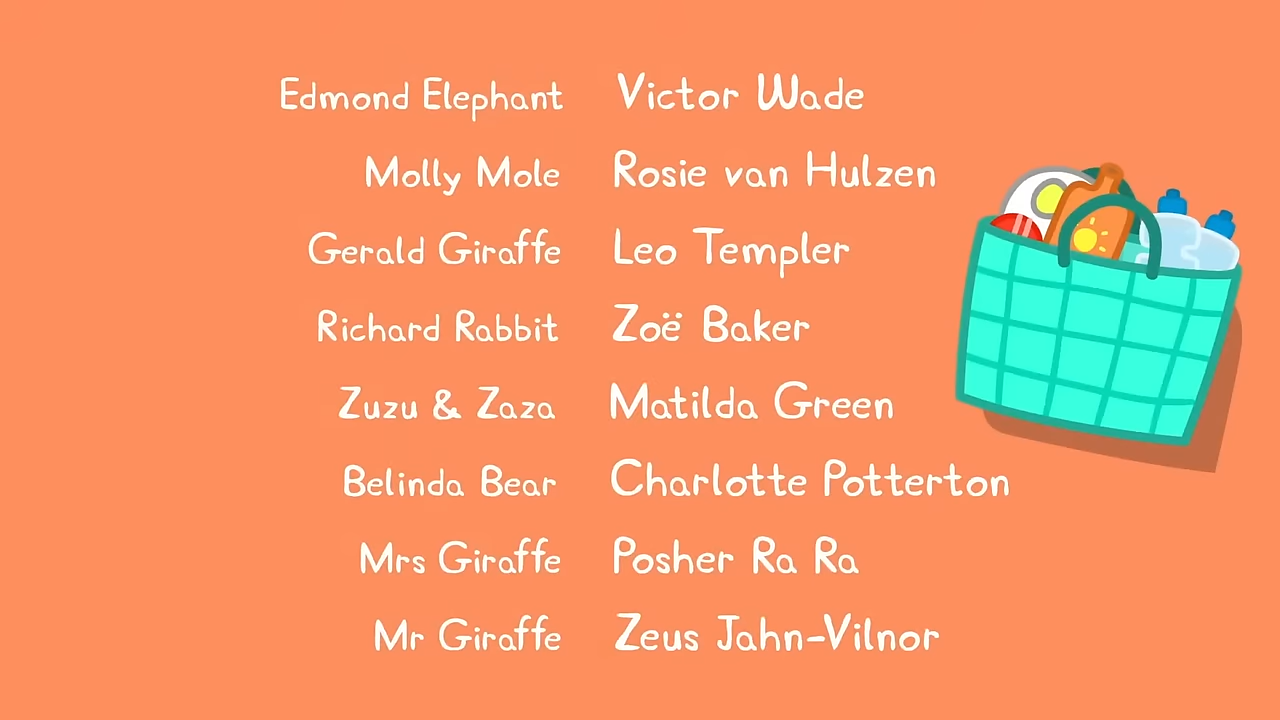 Edmond Elephant Victor Wade
Molly Mole Rosie van Hulzen
Gerald Giraffe Leo Templer
Richard Rabbit Zoë Baker
Zuzu & Zaza Matilda Green
Belinda Bear Charlotte Potterton
Mrs Giraffe Posher Ra Ra
Mr Giraffe Zeus Jahn-Vilnor